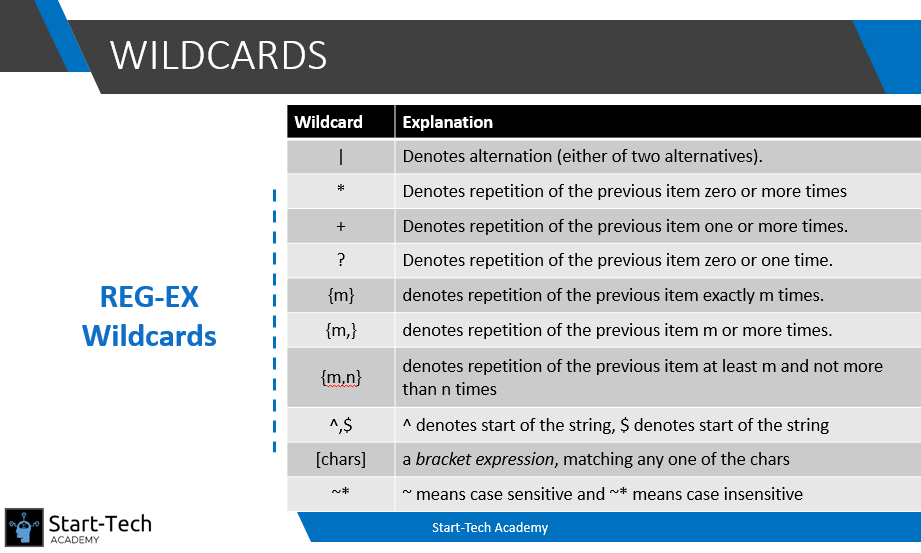 WILDCARDS
REG-EX
Wildcards
Wildcard Explanation
| Denotes alternation (either of two alternatives).
* Denotes repetition of the previous item zero or more times
+ Denotes repetition of the previous item one or more times.
? Denotes repetition of the previous item zero or one time.
{m} denotes repetition of the previous item exactly m times.
{m,} denotes repetition of the previous item m or more times.
{m,n} denotes repetition of the previous item at least m and not more
than n times
^,$ ^ denotes start of the string, $ denotes start of the string
[chars] a bracket expression, matching any one of the chars
~* ~ means case sensitive and ~* means case insensitive
Start-Tech
ACADEMY
Start-Tech Academy